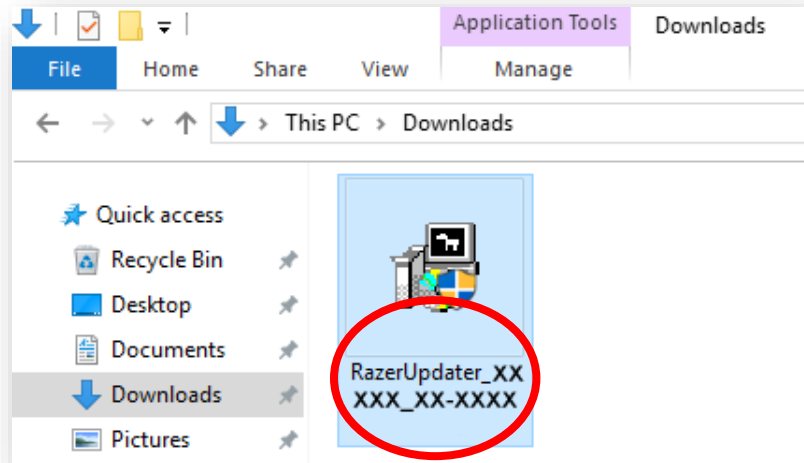 Application Tools
Downloads
File
Home
Share
View
Manage
This PC > Downloads
Quick access
Recycle Bin
Desktop
Documents
Downloads
Pictures
RazerUpdater_XX
XXX_XX-XXXX